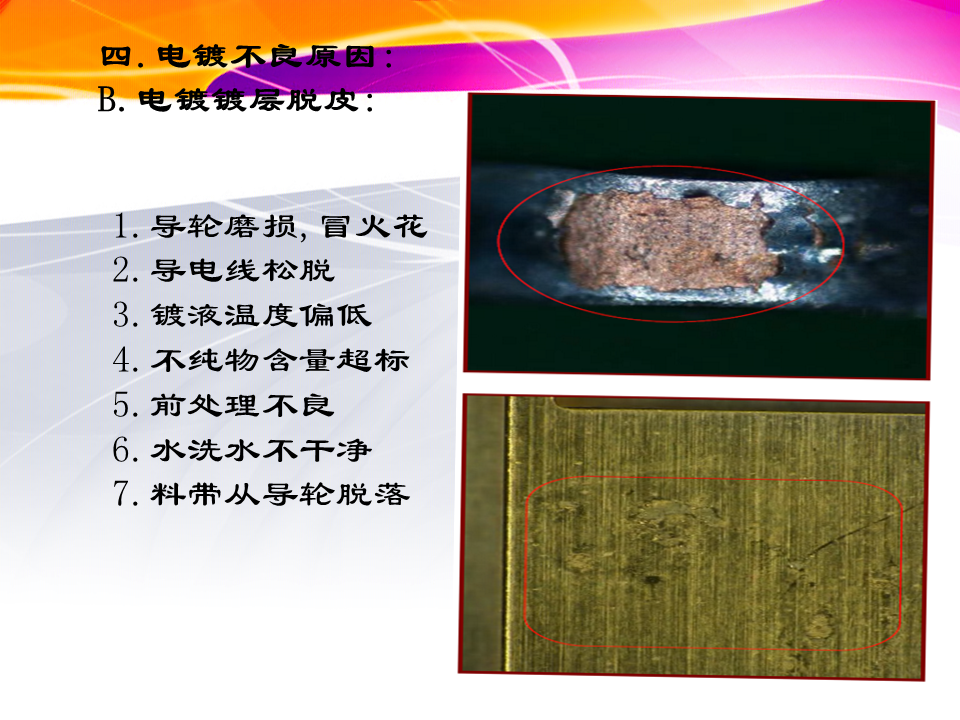 四.电镀不良原因:
B.电镀镀层脱皮:
1.导轮磨损,冒火花
2.导电线松脱
3.镀液温度偏低
4.不纯物含量超标
5.前处理不良
6.水洗水不干净
7.料带从导轮脱落